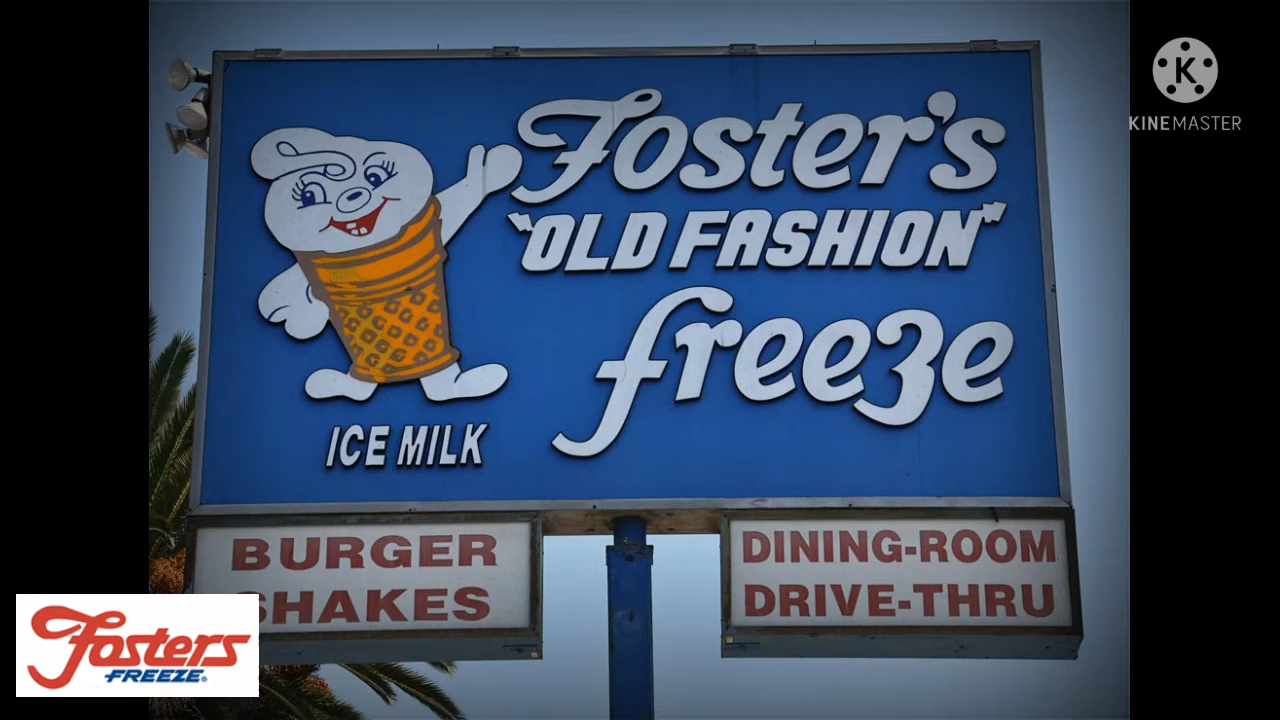 Foster's
"OLD FASHION"
freeze
ICE MILK
BURGER
SHAKES
DINING-ROOM
DRIVE-THRU
Fosters
FREEZE®
K
KINEMASTER